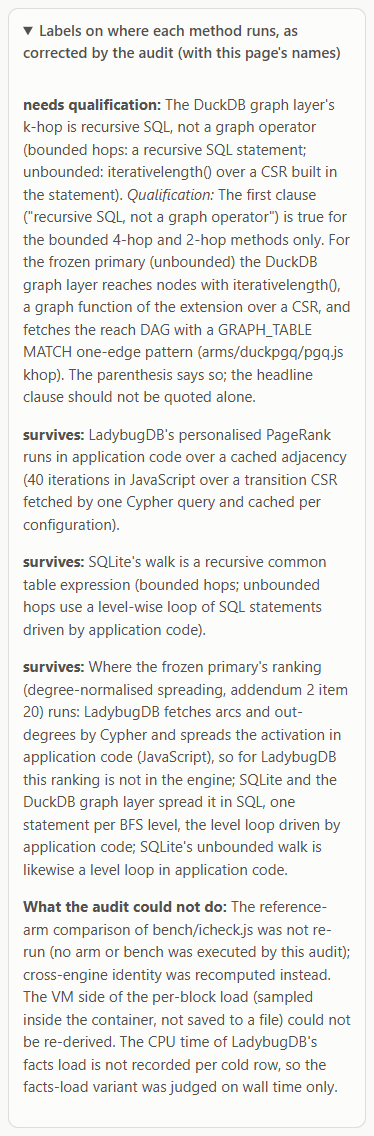 ▼ Labels on where each method runs, as
corrected by the audit (with this page's names)
needs qualification: The DuckDB graph layer's
k-hop is recursive SQL, not a graph operator
(bounded hops: a recursive SQL statement;
unbounded: iterativelength() over a CSR built in
the statement). Qualification: The first clause
("recursive SQL, not a graph operator") is true for
the bounded 4-hop and 2-hop methods only. For
the frozen primary (unbounded) the DuckDB
graph layer reaches nodes with iterativelength(),
a graph function of the extension over a CSR, and
fetches the reach DAG with a GRAPH_TABLE
MATCH one-edge pattern (arms/duckpgq/pgq.js
khop). The parenthesis says so; the headline
clause should not be quoted alone.
survives: LadybugDB's personalised PageRank
runs in application code over a cached adjacency
(40 iterations in JavaScript over a transition CSR
fetched by one Cypher query and cached per
configuration).
survives: SQLite's walk is a recursive common
table expression (bounded hops; unbounded
hops use a level-wise loop of SQL statements
driven by application code).
survives: Where the frozen primary's ranking
(degree-normalised spreading, addendum 2 item
20) runs: LadybugDB fetches arcs and out-
degrees by Cypher and spreads the activation in
application code (JavaScript), so for LadybugDB
this ranking is not in the engine; SQLite and the
DuckDB graph layer spread it in SQL, one
statement per BFS level, the level loop driven by
application code; SQLite's unbounded walk is
likewise a level loop in application code.
What the audit could not do: The reference-
arm comparison of bench/icheck.js was not re-
run (no arm or bench was executed by this audit);
cross-engine identity was recomputed instead.
The VM side of the per-block load (sampled
inside the container, not saved to a file) could not
be re-derived. The CPU time of LadybugDB's
facts load is not recorded per cold row, so the
facts-load variant was judged on wall time only.